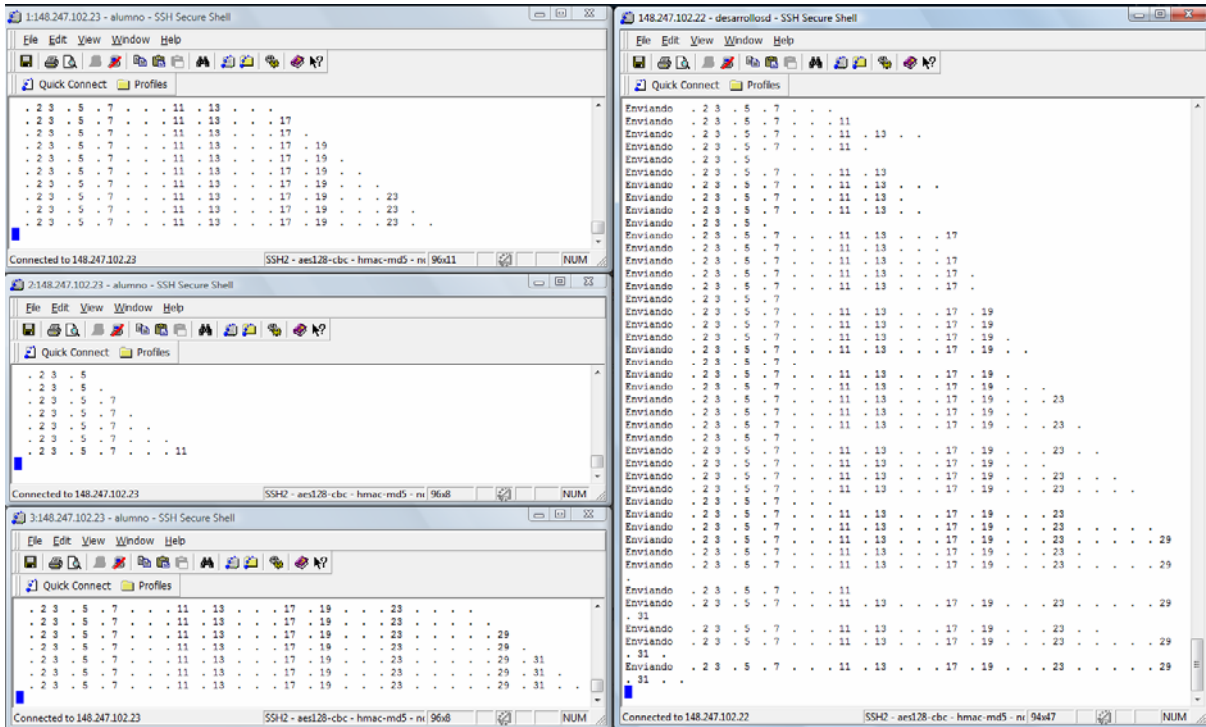 1:148.247.102.23 - alumno - SSH Secure Shell
File Edit View Window Help
Quick Connect Profiles
. 2 3 . 5 . 7 . . . 11 . 13 . . .
. 2 3 . 5 . 7 . . . 11 . 13 . . . 17
. 2 3 . 5 . 7 . . . 11 . 13 . . . 17 .
. 2 3 . 5 . 7 . . . 11 . 13 . . . 17 . 19
. 2 3 . 5 . 7 . . . 11 . 13 . . . 17 . 19 .
. 2 3 . 5 . 7 . . . 11 . 13 . . . 17 . 19 . .
. 2 3 . 5 . 7 . . . 11 . 13 . . . 17 . 19 . . .
. 2 3 . 5 . 7 . . . 11 . 13 . . . 17 . 19 . . . 23
. 2 3 . 5 . 7 . . . 11 . 13 . . . 17 . 19 . . . 23 .
. 2 3 . 5 . 7 . . . 11 . 13 . . . 17 . 19 . . . 23 . .
Connected to 148.247.102.23 SSH2 - aes128-cbc - hmac-md5 - 96x11 NUM
2:148.247.102.23 - alumno - SSH Secure Shell
File Edit View Window Help
Quick Connect Profiles
. 2 3 . 5
. 2 3 . 5 .
. 2 3 . 5 . 7
. 2 3 . 5 . 7 .
. 2 3 . 5 . 7 . .
. 2 3 . 5 . 7 . . .
. 2 3 . 5 . 7 . . . 11
Connected to 148.247.102.23 SSH2 - aes128-cbc - hmac-md5 - 96x8 NUM
3:148.247.102.23 - alumno - SSH Secure Shell
File Edit View Window Help
Quick Connect Profiles
. 2 3 . 5 . 7 . . . 11 . 13 . . . 17 . 19 . . . 23 . . . .
. 2 3 . 5 . 7 . . . 11 . 13 . . . 17 . 19 . . . 23 . . . . .
. 2 3 . 5 . 7 . . . 11 . 13 . . . 17 . 19 . . . 23 . . . . . 29
. 2 3 . 5 . 7 . . . 11 . 13 . . . 17 . 19 . . . 23 . . . . . 29 .
. 2 3 . 5 . 7 . . . 11 . 13 . . . 17 . 19 . . . 23 . . . . . 29 . 31
. 2 3 . 5 . 7 . . . 11 . 13 . . . 17 . 19 . . . 23 . . . . . 29 . 31 .
. 2 3 . 5 . 7 . . . 11 . 13 . . . 17 . 19 . . . 23 . . . . . 29 . 31 . .
Connected to 148.247.102.23 SSH2 - aes128-cbc - hmac-md5 - 96x8 NUM
148.247.102.22 - desarrollosd - SSH Secure Shell
File Edit View Window Help
Quick Connect Profiles
Enviando . 2 3 . 5 . 7 . . .
Enviando . 2 3 . 5 . 7 . . . 11
Enviando . 2 3 . 5 . 7 . . . 11 . 13 . .
Enviando . 2 3 . 5 . 7 . . . 11 .
Enviando . 2 3 . 5
Enviando . 2 3 . 5 . 7 . . . 11 . 13
Enviando . 2 3 . 5 . 7 . . . 11 . 13 . . .
Enviando . 2 3 . 5 . 7 . . . 11 . 13 .
Enviando . 2 3 . 5 . 7 . . . 11 . 13 . .
Enviando . 2 3 . 5 .
Enviando . 2 3 . 5 . 7 . . . 11 . 13 . . . 17
Enviando . 2 3 . 5 . 7 . . . 11 . 13 . . .
Enviando . 2 3 . 5 . 7 . . . 11 . 13 . . . 17
Enviando . 2 3 . 5 . 7 . . . 11 . 13 . . . 17 .
Enviando . 2 3 . 5 . 7 . . . 11 . 13 . . . 17 .
Enviando . 2 3 . 5 . 7
Enviando . 2 3 . 5 . 7 . . . 11 . 13 . . . 17 . 19
Enviando . 2 3 . 5 . 7 . . . 11 . 13 . . . 17 . 19
Enviando . 2 3 . 5 . 7 . . . 11 . 13 . . . 17 . 19 .
Enviando . 2 3 . 5 . 7 . . . 11 . 13 . . . 17 . 19 . .
Enviando . 2 3 . 5 . 7 .
Enviando . 2 3 . 5 . 7 . . . 11 . 13 . . . 17 . 19 .
Enviando . 2 3 . 5 . 7 . . . 11 . 13 . . . 17 . 19 . . .
Enviando . 2 3 . 5 . 7 . . . 11 . 13 . . . 17 . 19 . . . 23
Enviando . 2 3 . 5 . 7 . . . 11 . 13 . . . 17 . 19 . .
Enviando . 2 3 . 5 . 7 . . . 11 . 13 . . . 17 . 19 . . . 23 .
Enviando . 2 3 . 5 . 7 . .
Enviando . 2 3 . 5 . 7 . . . 11 . 13 . . . 17 . 19 . . . 23 . .
Enviando . 2 3 . 5 . 7 . . . 11 . 13 . . . 17 . 19 . . .
Enviando . 2 3 . 5 . 7 . . . 11 . 13 . . . 17 . 19 . . . 23 . . .
Enviando . 2 3 . 5 . 7 . . . 11 . 13 . . . 17 . 19 . . . 23 . . . .
Enviando . 2 3 . 5 . 7 . . .
Enviando . 2 3 . 5 . 7 . . . 11 . 13 . . . 17 . 19 . . . 23
Enviando . 2 3 . 5 . 7 . . . 11 . 13 . . . 17 . 19 . . . 23 . . . . .
Enviando . 2 3 . 5 . 7 . . . 11 . 13 . . . 17 . 19 . . . 23 . . . . . 29
Enviando . 2 3 . 5 . 7 . . . 11 . 13 . . . 17 . 19 . . . 23 .
Enviando . 2 3 . 5 . 7 . . . 11 . 13 . . . 17 . 19 . . . 23 . . . . . 29
.
Enviando . 2 3 . 5 . 7 . . . 11
Enviando . 2 3 . 5 . 7 . . . 11 . 13 . . . 17 . 19 . . . 23 . . . . . 29
. 31
Enviando . 2 3 . 5 . 7 . . . 11 . 13 . . . 17 . 19 . . . 23 . .
Enviando . 2 3 . 5 . 7 . . . 11 . 13 . . . 17 . 19 . . . 23 . . . . . 29
. 31 .
Enviando . 2 3 . 5 . 7 . . . 11 . 13 . . . 17 . 19 . . . 23 . . . . . 29
. 31 . .
Connected to 148.247.102.22 SSH2 - aes128-cbc - hmac-md5 - 94x47 NUM